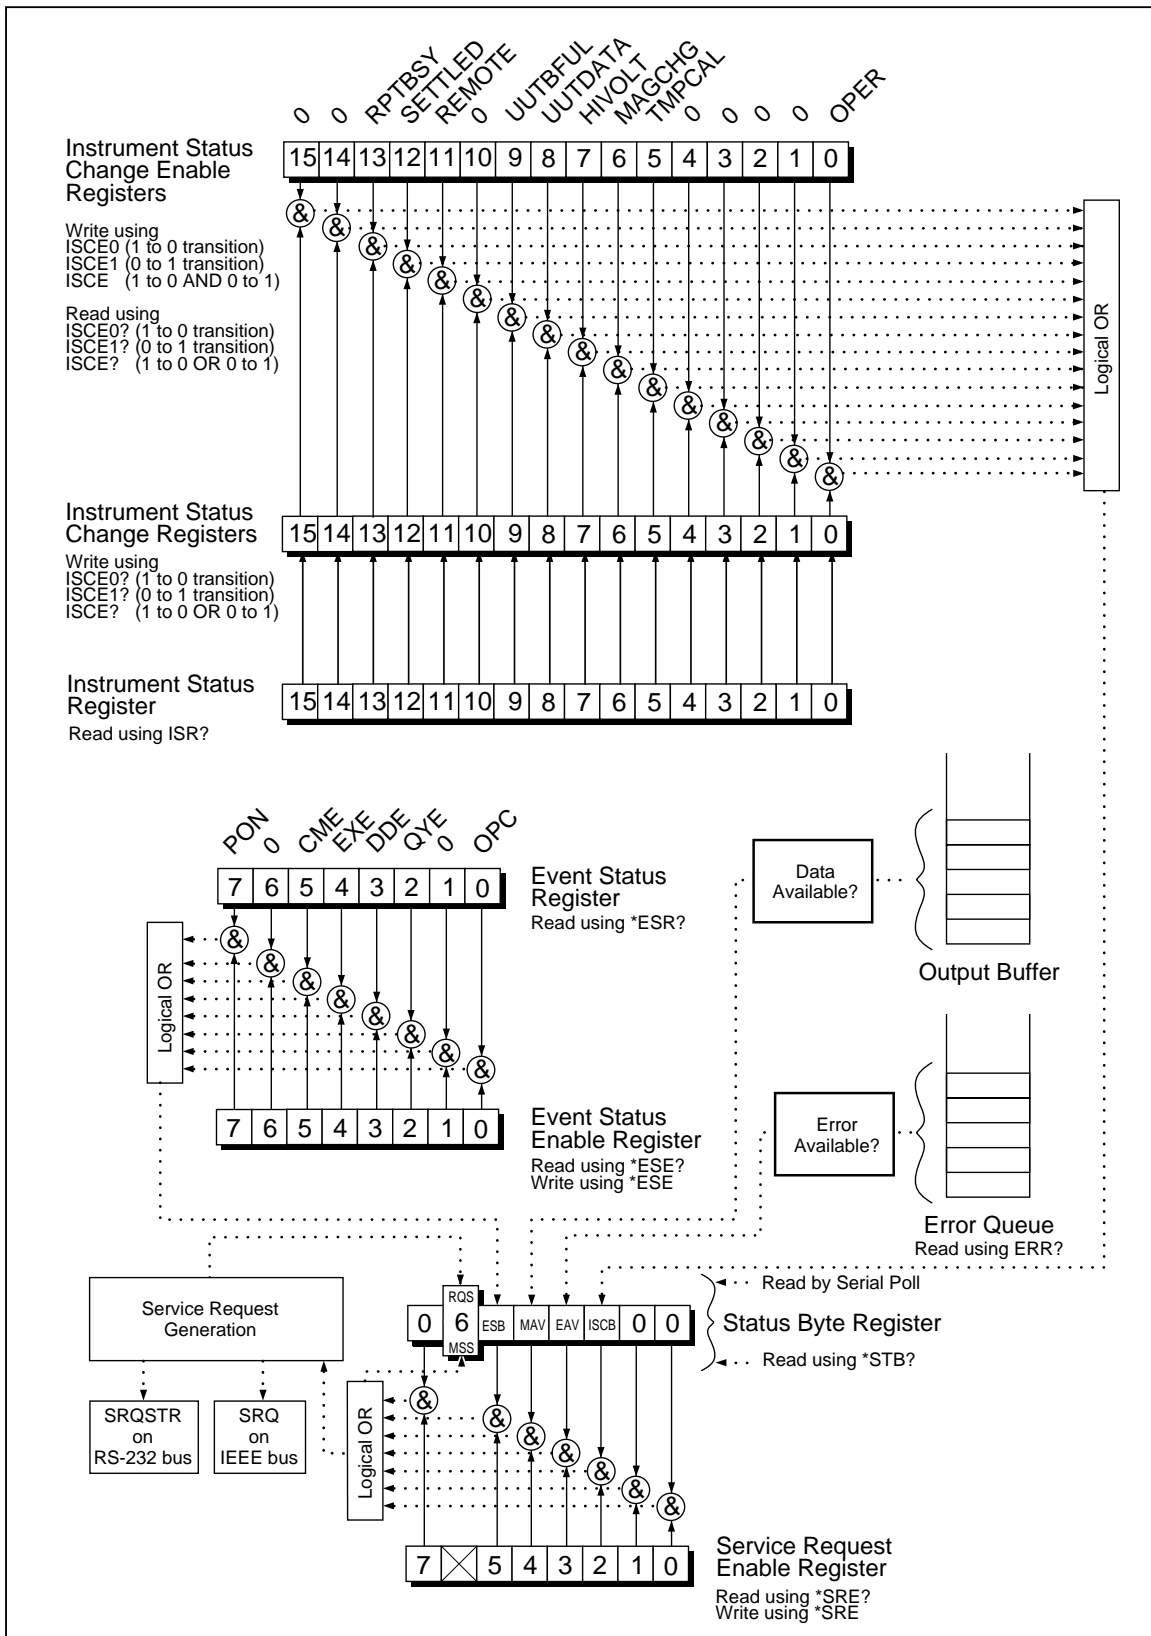 0 0 RPTBSY SETTLED REMOTE 0 UUTBFUL UUTDATA HIVOLT MAGCHG TMPCAL 0 0 0 0 OPER
Instrument Status
Change Enable
Registers
15 14 13 12 11 10 9 8 7 6 5 4 3 2 1 0
Write using
ISCE0 (1 to 0 transition)
ISCE1 (0 to 1 transition)
ISCE (1 to 0 AND 0 to 1)
Read using
ISCE0? (1 to 0 transition)
ISCE1? (0 to 1 transition)
ISCE? (1 to 0 OR 0 to 1)
& & & & & & & & & & & & & & & &
Logical OR
Instrument Status
Change Registers
15 14 13 12 11 10 9 8 7 6 5 4 3 2 1 0
Write using
ISCE0? (1 to 0 transition)
ISCE1? (0 to 1 transition)
ISCE? (1 to 0 OR 0 to 1)
Instrument Status
Register
15 14 13 12 11 10 9 8 7 6 5 4 3 2 1 0
Read using ISR?
PON 0 CME EXE DDE QYE 0 OPC
7 6 5 4 3 2 1 0
Event Status
Register
Read using *ESR?
& & & & & & & &
Logical OR
7 6 5 4 3 2 1 0
Event Status
Enable Register
Read using *ESE?
Write using *ESE
Data
Available?
Output Buffer
Error
Available?
Error Queue
Read using ERR?
Service Request
Generation
SRQSTR
on
RS-232 bus
SRQ
on
IEEE bus
RQS
0 6 ESB MAV EAV ISCB 0 0
MSS
Read by Serial Poll
Status Byte Register
Read using *STB?
Logical OR
& & & & & & &
7 5 4 3 2 1 0
Service Request
Enable Register
Read using *SRE?
Write using *SRE